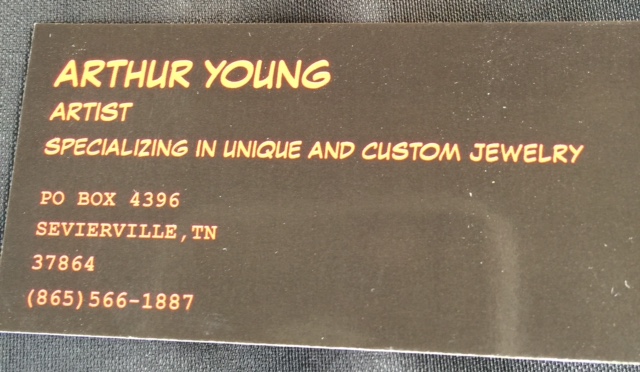 ARTHUR YOUNG
ARTIST
SPECIALIZING IN UNIQUE AND CUSTOM JEWELRY
PO BOX 4396
SEVIERVILLE,TN
37864
(865)566-1887